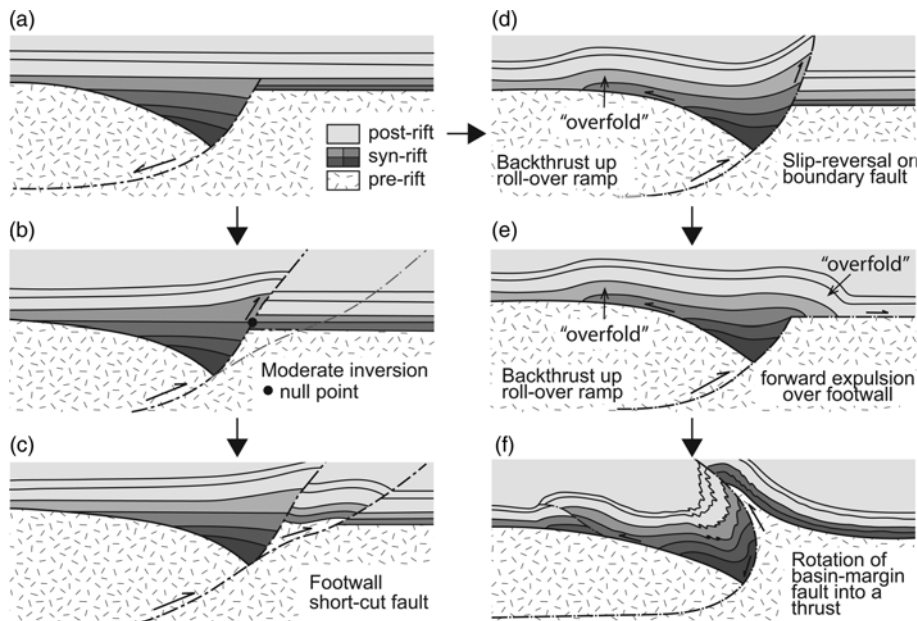 (a)
post-rift
syn-rift
pre-rift
(b)
Moderate inversion
null point
(c)
Footwall
short-cut fault
(d)
"overfold"
Backthrust up
roll-over ramp
Slip-reversal on
boundary fault
(e)
"overfold"
"overfold"
Backthrust up
roll-over ramp
forward expulsion
over footwall
(f)
Rotation of
basin-margin
fault into a
thrust